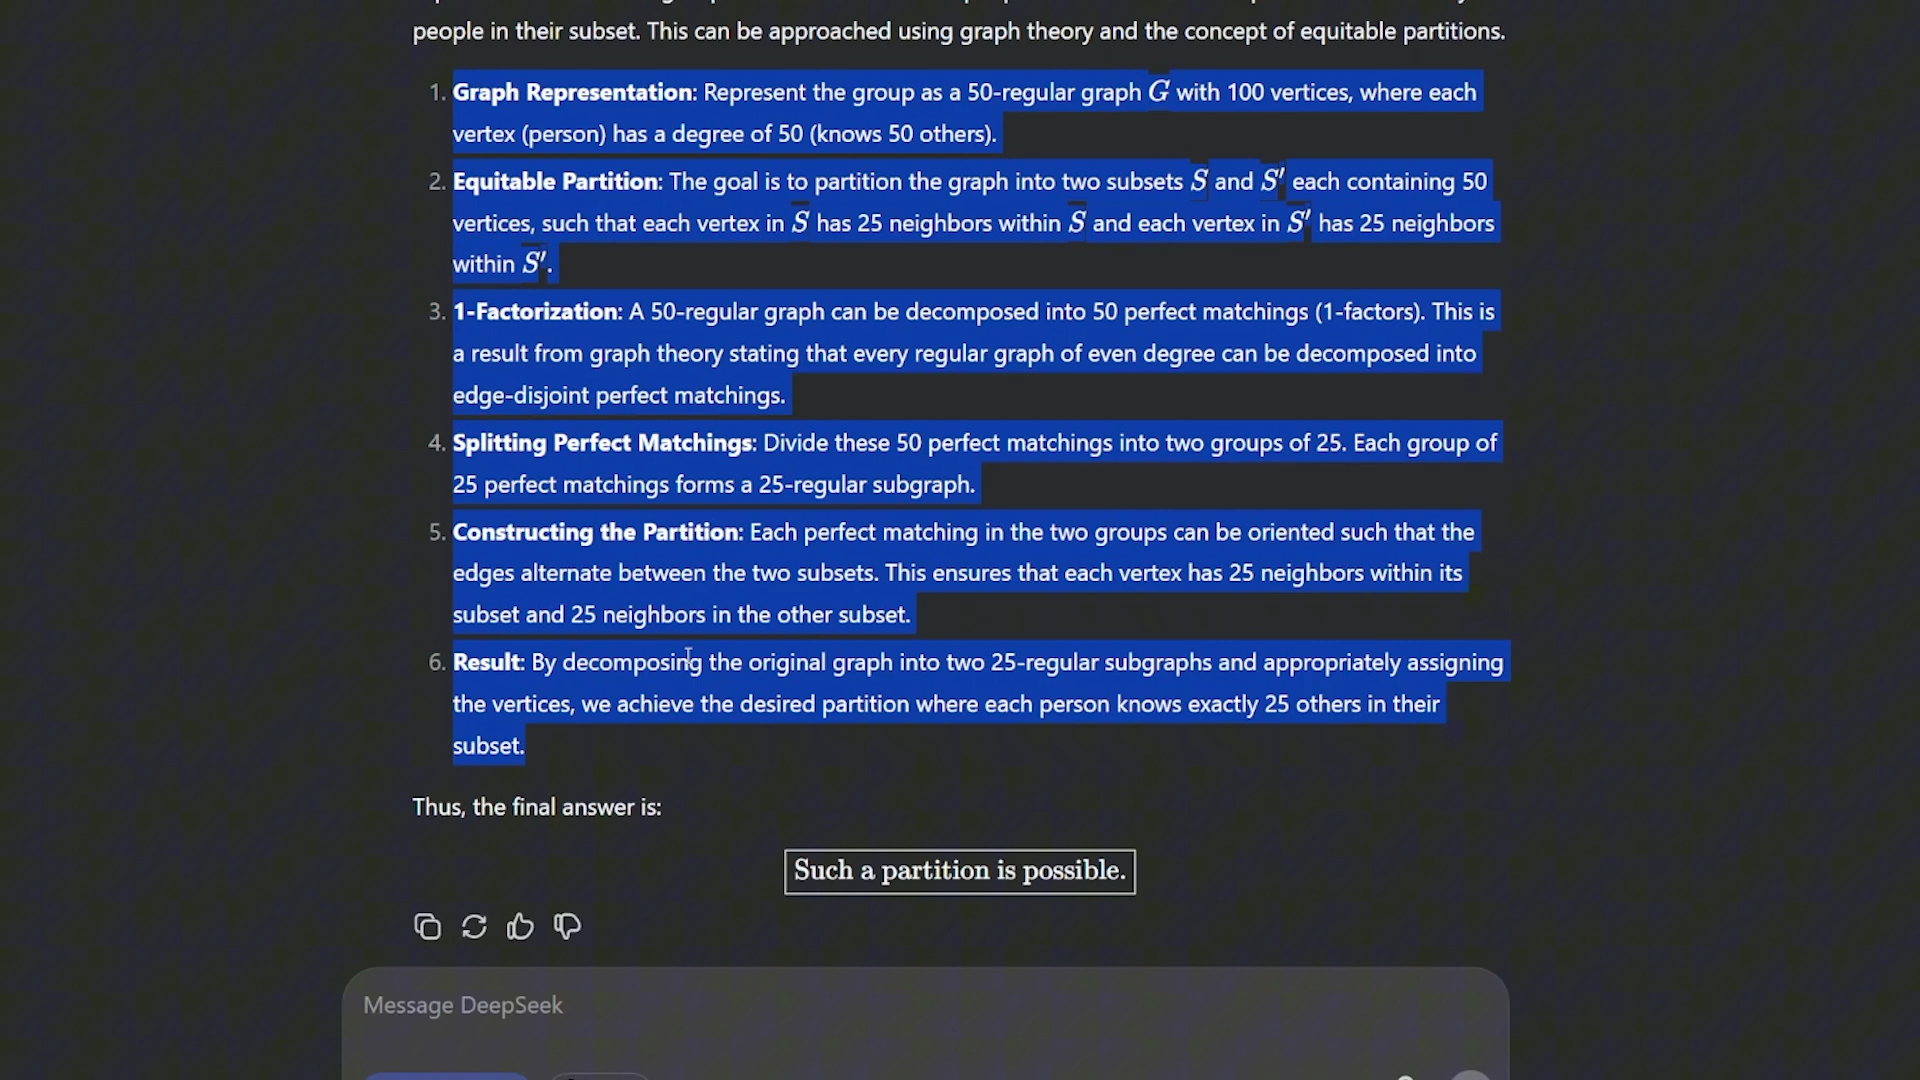 people in their subset. This can be approached using graph theory and the concept of equitable partitions.
1. Graph Representation: Represent the group as a 50-regular graph G with 100 vertices, where each
vertex (person) has a degree of 50 (knows 50 others).
2. Equitable Partition: The goal is to partition the graph into two subsets S and S′ each containing 50
vertices, such that each vertex in S has 25 neighbors within S and each vertex in S′ has 25 neighbors
within S′.
3. 1-Factorization: A 50-regular graph can be decomposed into 50 perfect matchings (1-factors). This is
a result from graph theory stating that every regular graph of even degree can be decomposed into
edge-disjoint perfect matchings.
4. Splitting Perfect Matchings: Divide these 50 perfect matchings into two groups of 25. Each group of
25 perfect matchings forms a 25-regular subgraph.
5. Constructing the Partition: Each perfect matching in the two groups can be oriented such that the
edges alternate between the two subsets. This ensures that each vertex has 25 neighbors within its
subset and 25 neighbors in the other subset.
6. Result: By decomposing the original graph into two 25-regular subgraphs and appropriately assigning
the vertices, we achieve the desired partition where each person knows exactly 25 others in their
subset.
Thus, the final answer is:
Such a partition is possible.
Message DeepSeek